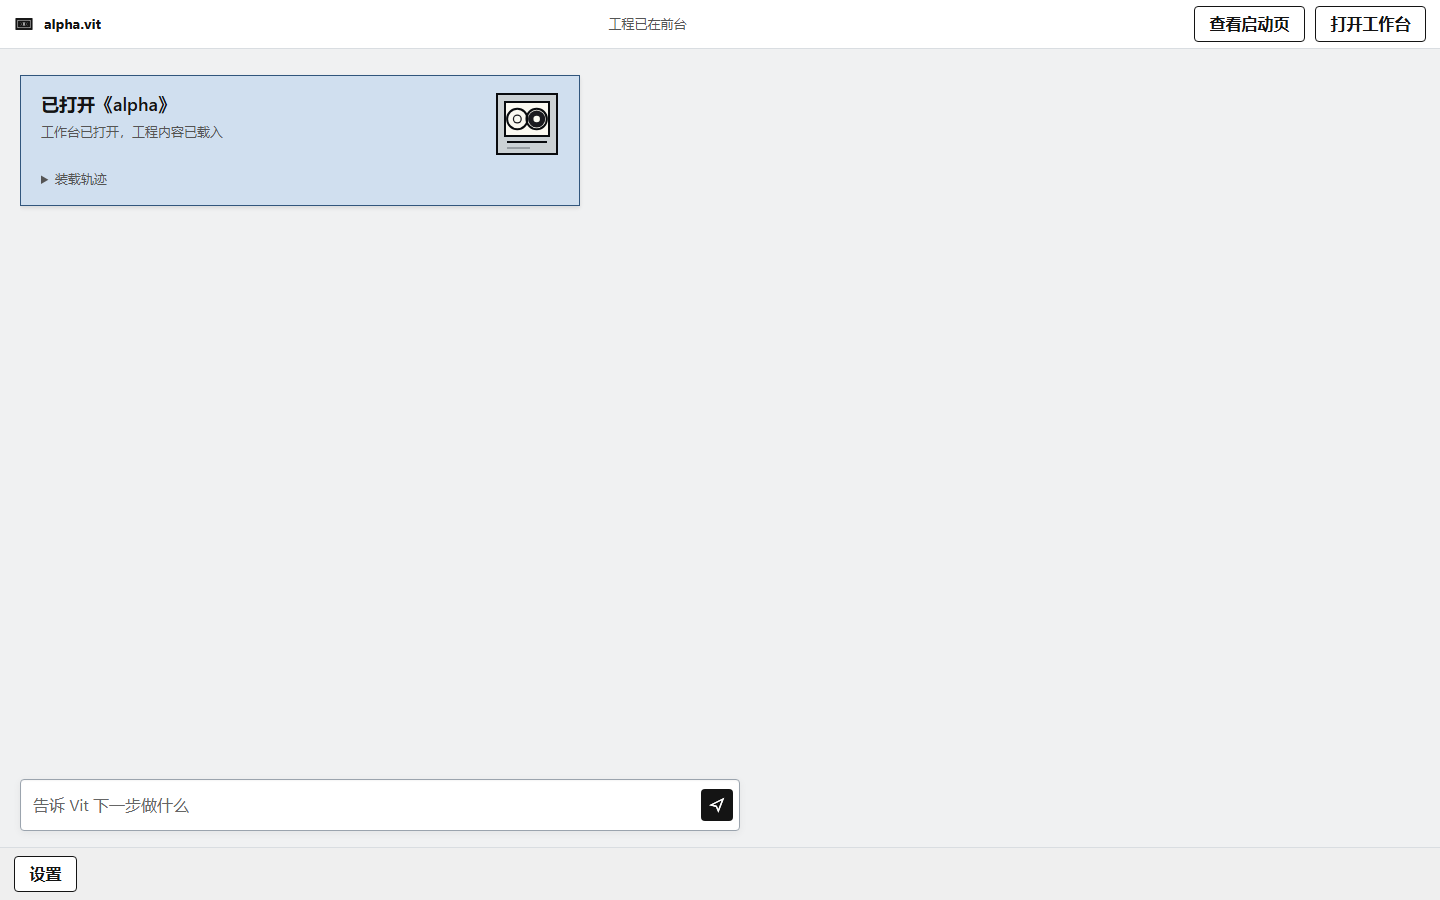 alpha.vit
工程已在前台
查看启动页
打开工作台
已打开《alpha》
工作台已打开，工程内容已载入
装载轨迹
告诉 Vit 下一步做什么
设置